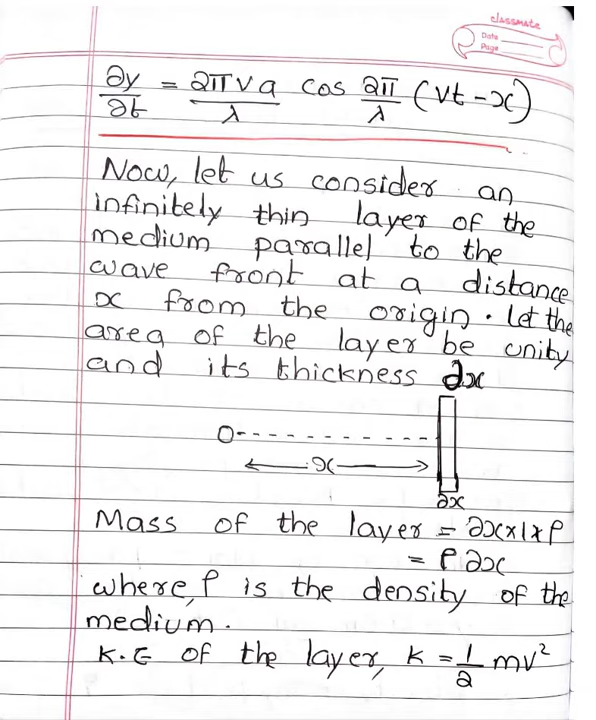 classmate
Date
Page
∂y/∂t = 2πva/λ cos 2π/λ (vt - x)
Now, let us consider an
infinitely thin layer of the
medium parallel to the
wave front at a distance
x from the origin. Let the
area of the layer be unity
and its thickness ∂x
O
x
∂x
Mass of the layer = ∂x x 1 x ρ
= ρ ∂x
where, ρ is the density of the
medium.
K.E of the layer, K = 1/2 mv²